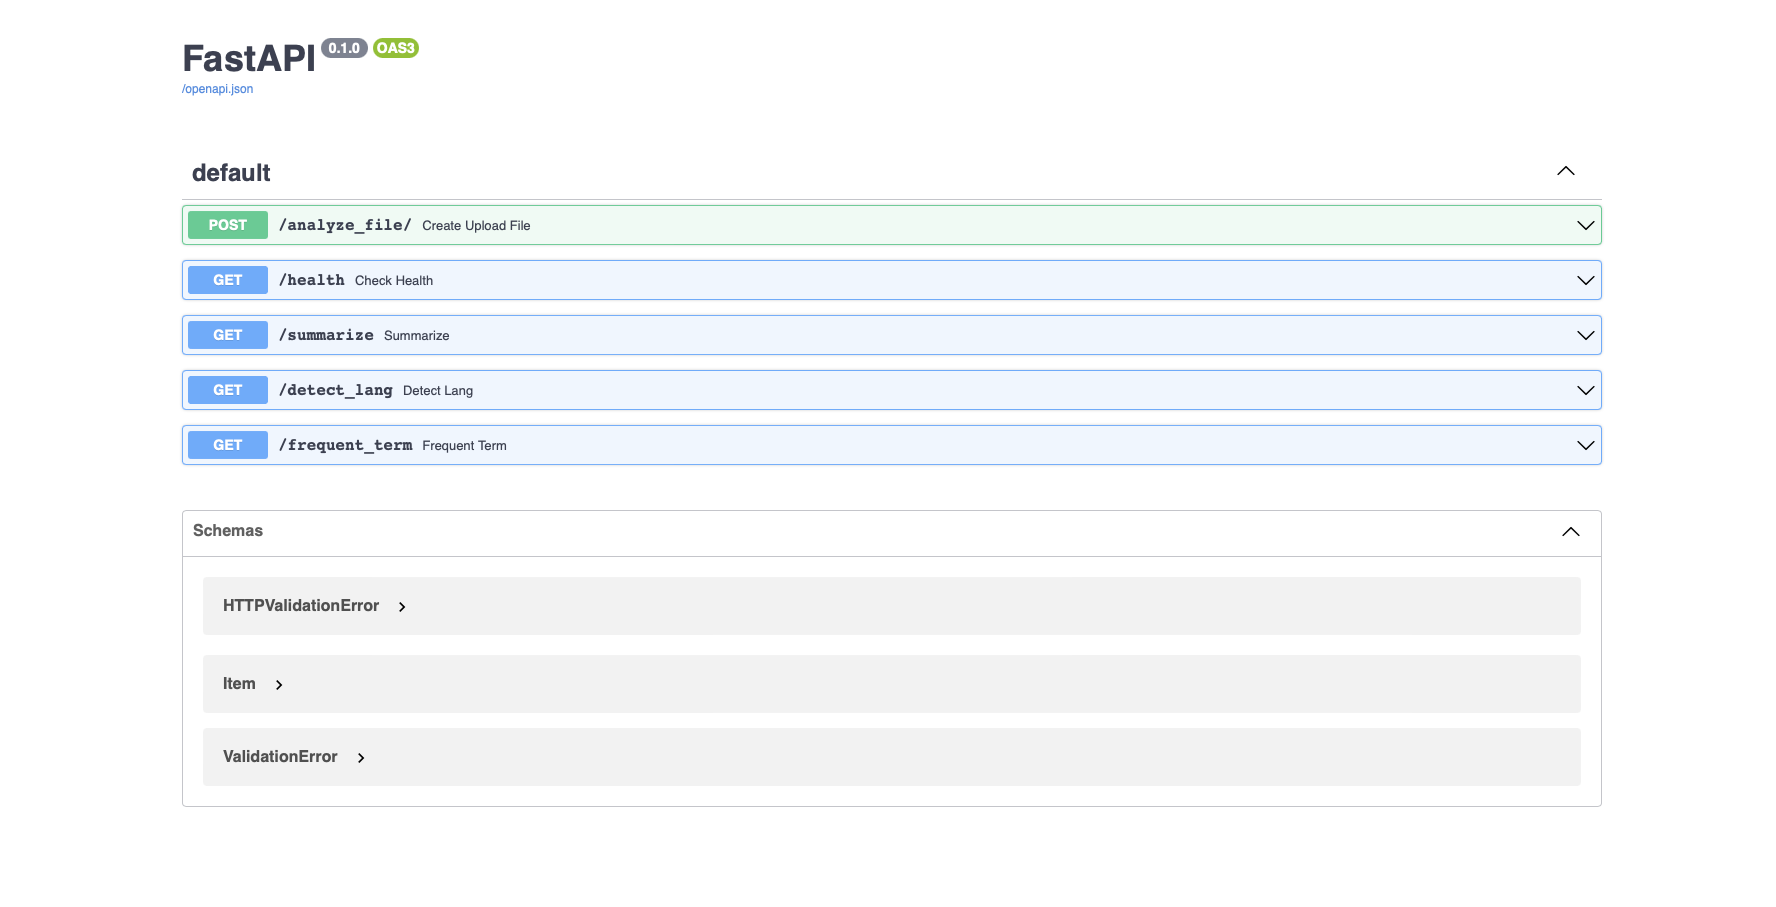 FastAPI 0.1.0 OAS3
/openapi.json
default
POST /analyze_file/ Create Upload File
GET /health Check Health
GET /summarize Summarize
GET /detect_lang Detect Lang
GET /frequent_term Frequent Term
Schemas
HTTPValidationError
Item
ValidationError